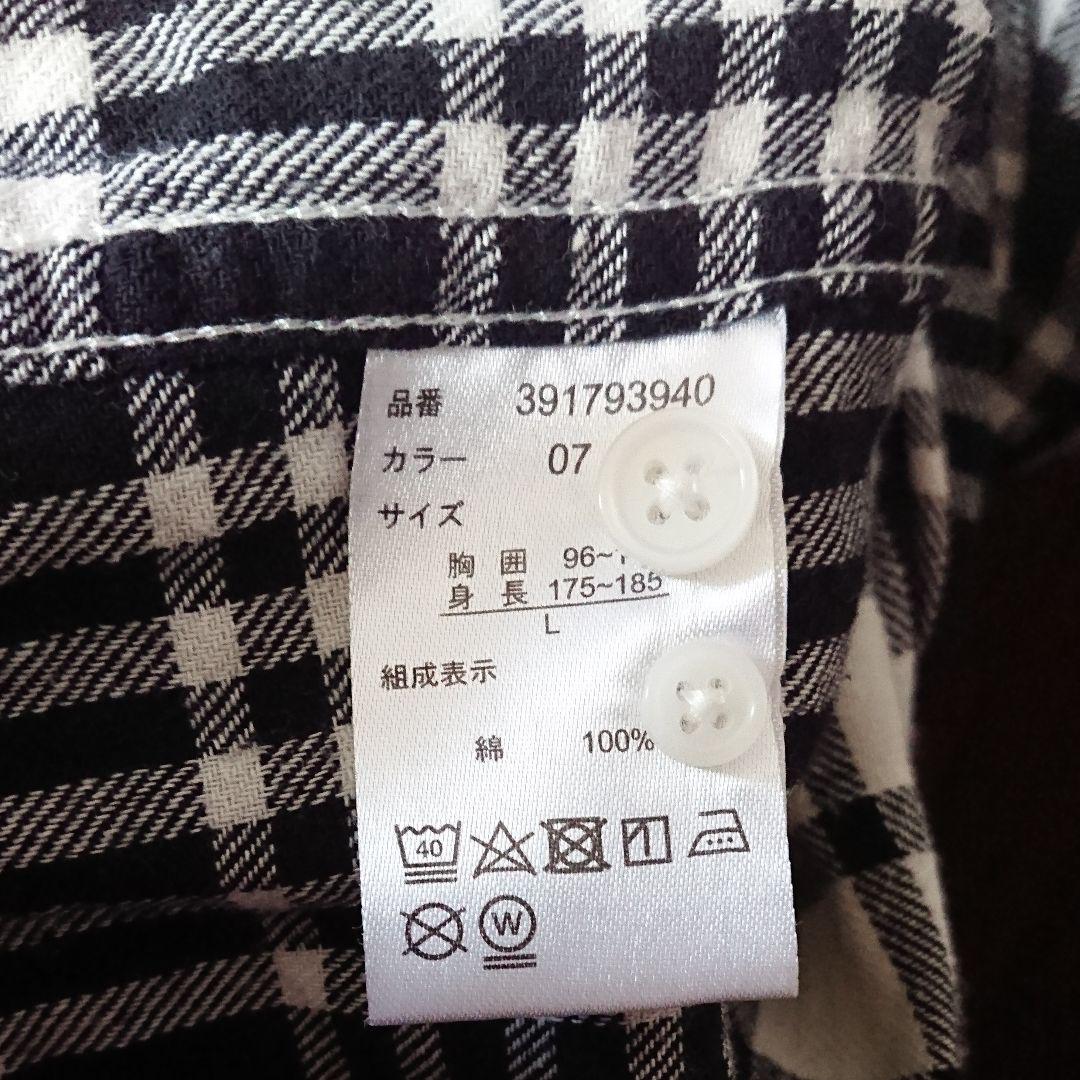 品番 391793940
カラー 07
サイズ
胸囲 96~
身長 175~185
L
組成表示
綿 100%
40
W